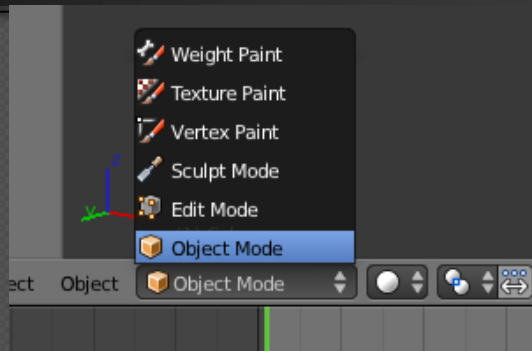 Weight Paint
Texture Paint
Vertex Paint
Sculpt Mode
Edit Mode
Object Mode
ect Object Object Mode
z
y